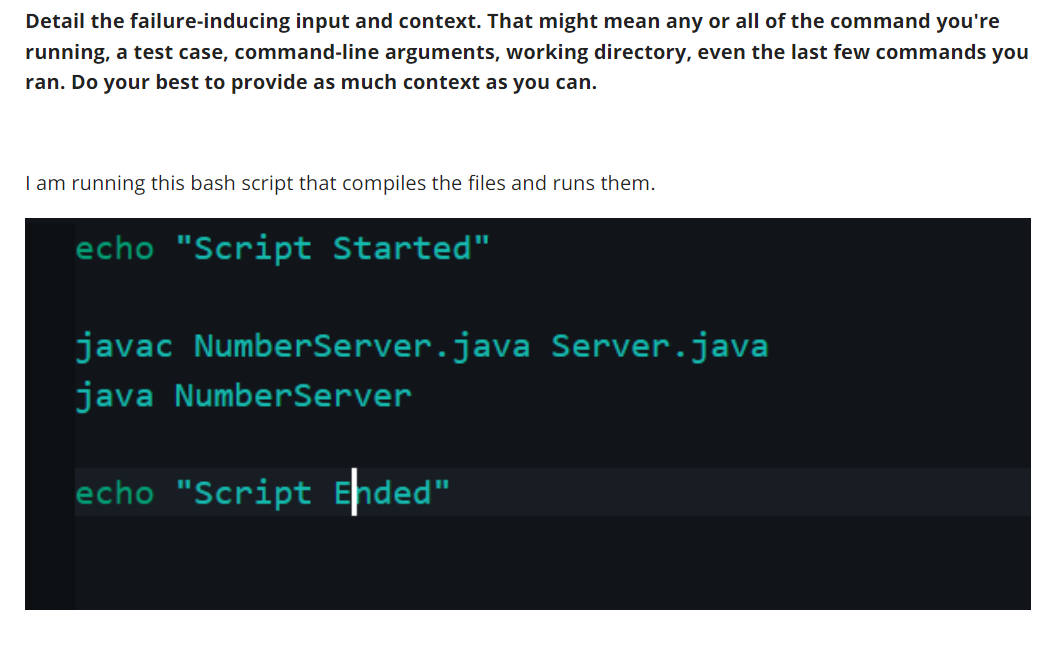 Detail the failure-inducing input and context. That might mean any or all of the command you're
running, a test case, command-line arguments, working directory, even the last few commands you
ran. Do your best to provide as much context as you can.
I am running this bash script that compiles the files and runs them.
echo "Script Started"
javac NumberServer.java Server.java
java NumberServer
echo "Script Ended"